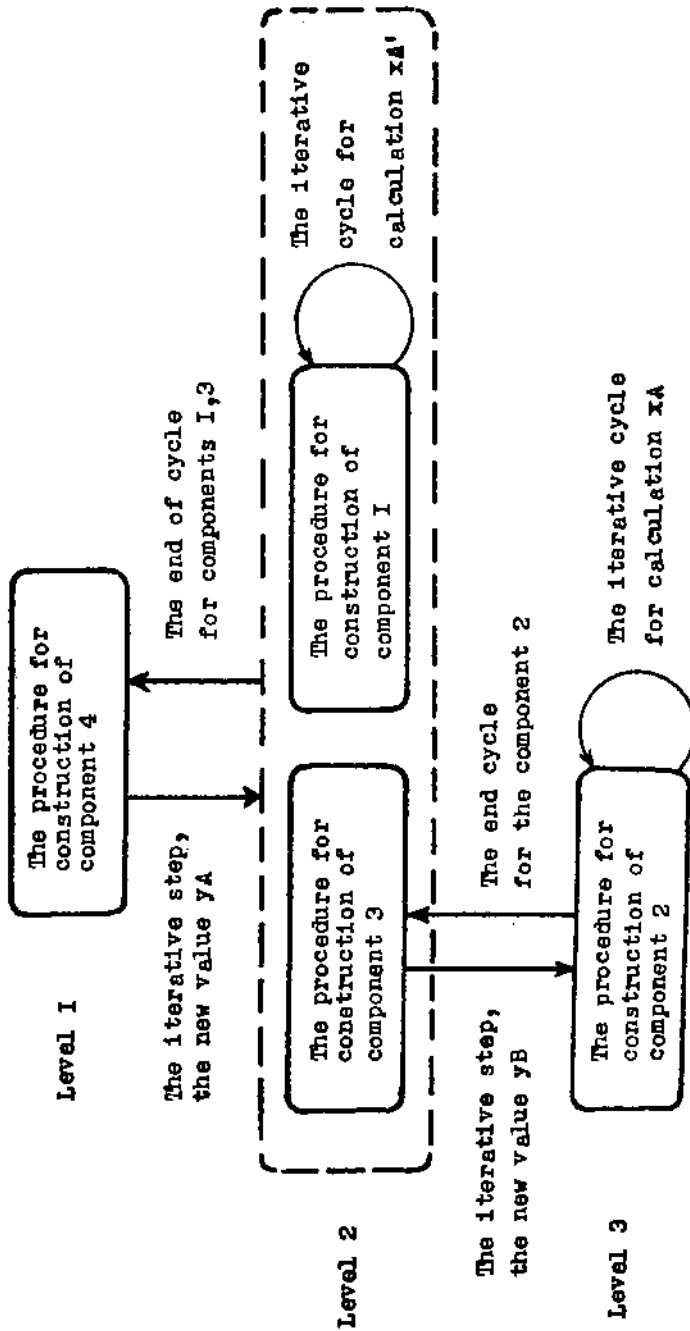 Level I
The procedure for
construction of
component 4
The iterative step,
the new value yA
The end of cycle
for components I,3
Level 2
The procedure for
construction of
component 3
The procedure for
construction of
component I
The iterative
cycle for
calculation xA'
The iterative step,
the new value yB
The end cycle
for the component 2
Level 3
The procedure for
construction of
component 2
The iterative cycle
for calculation xA